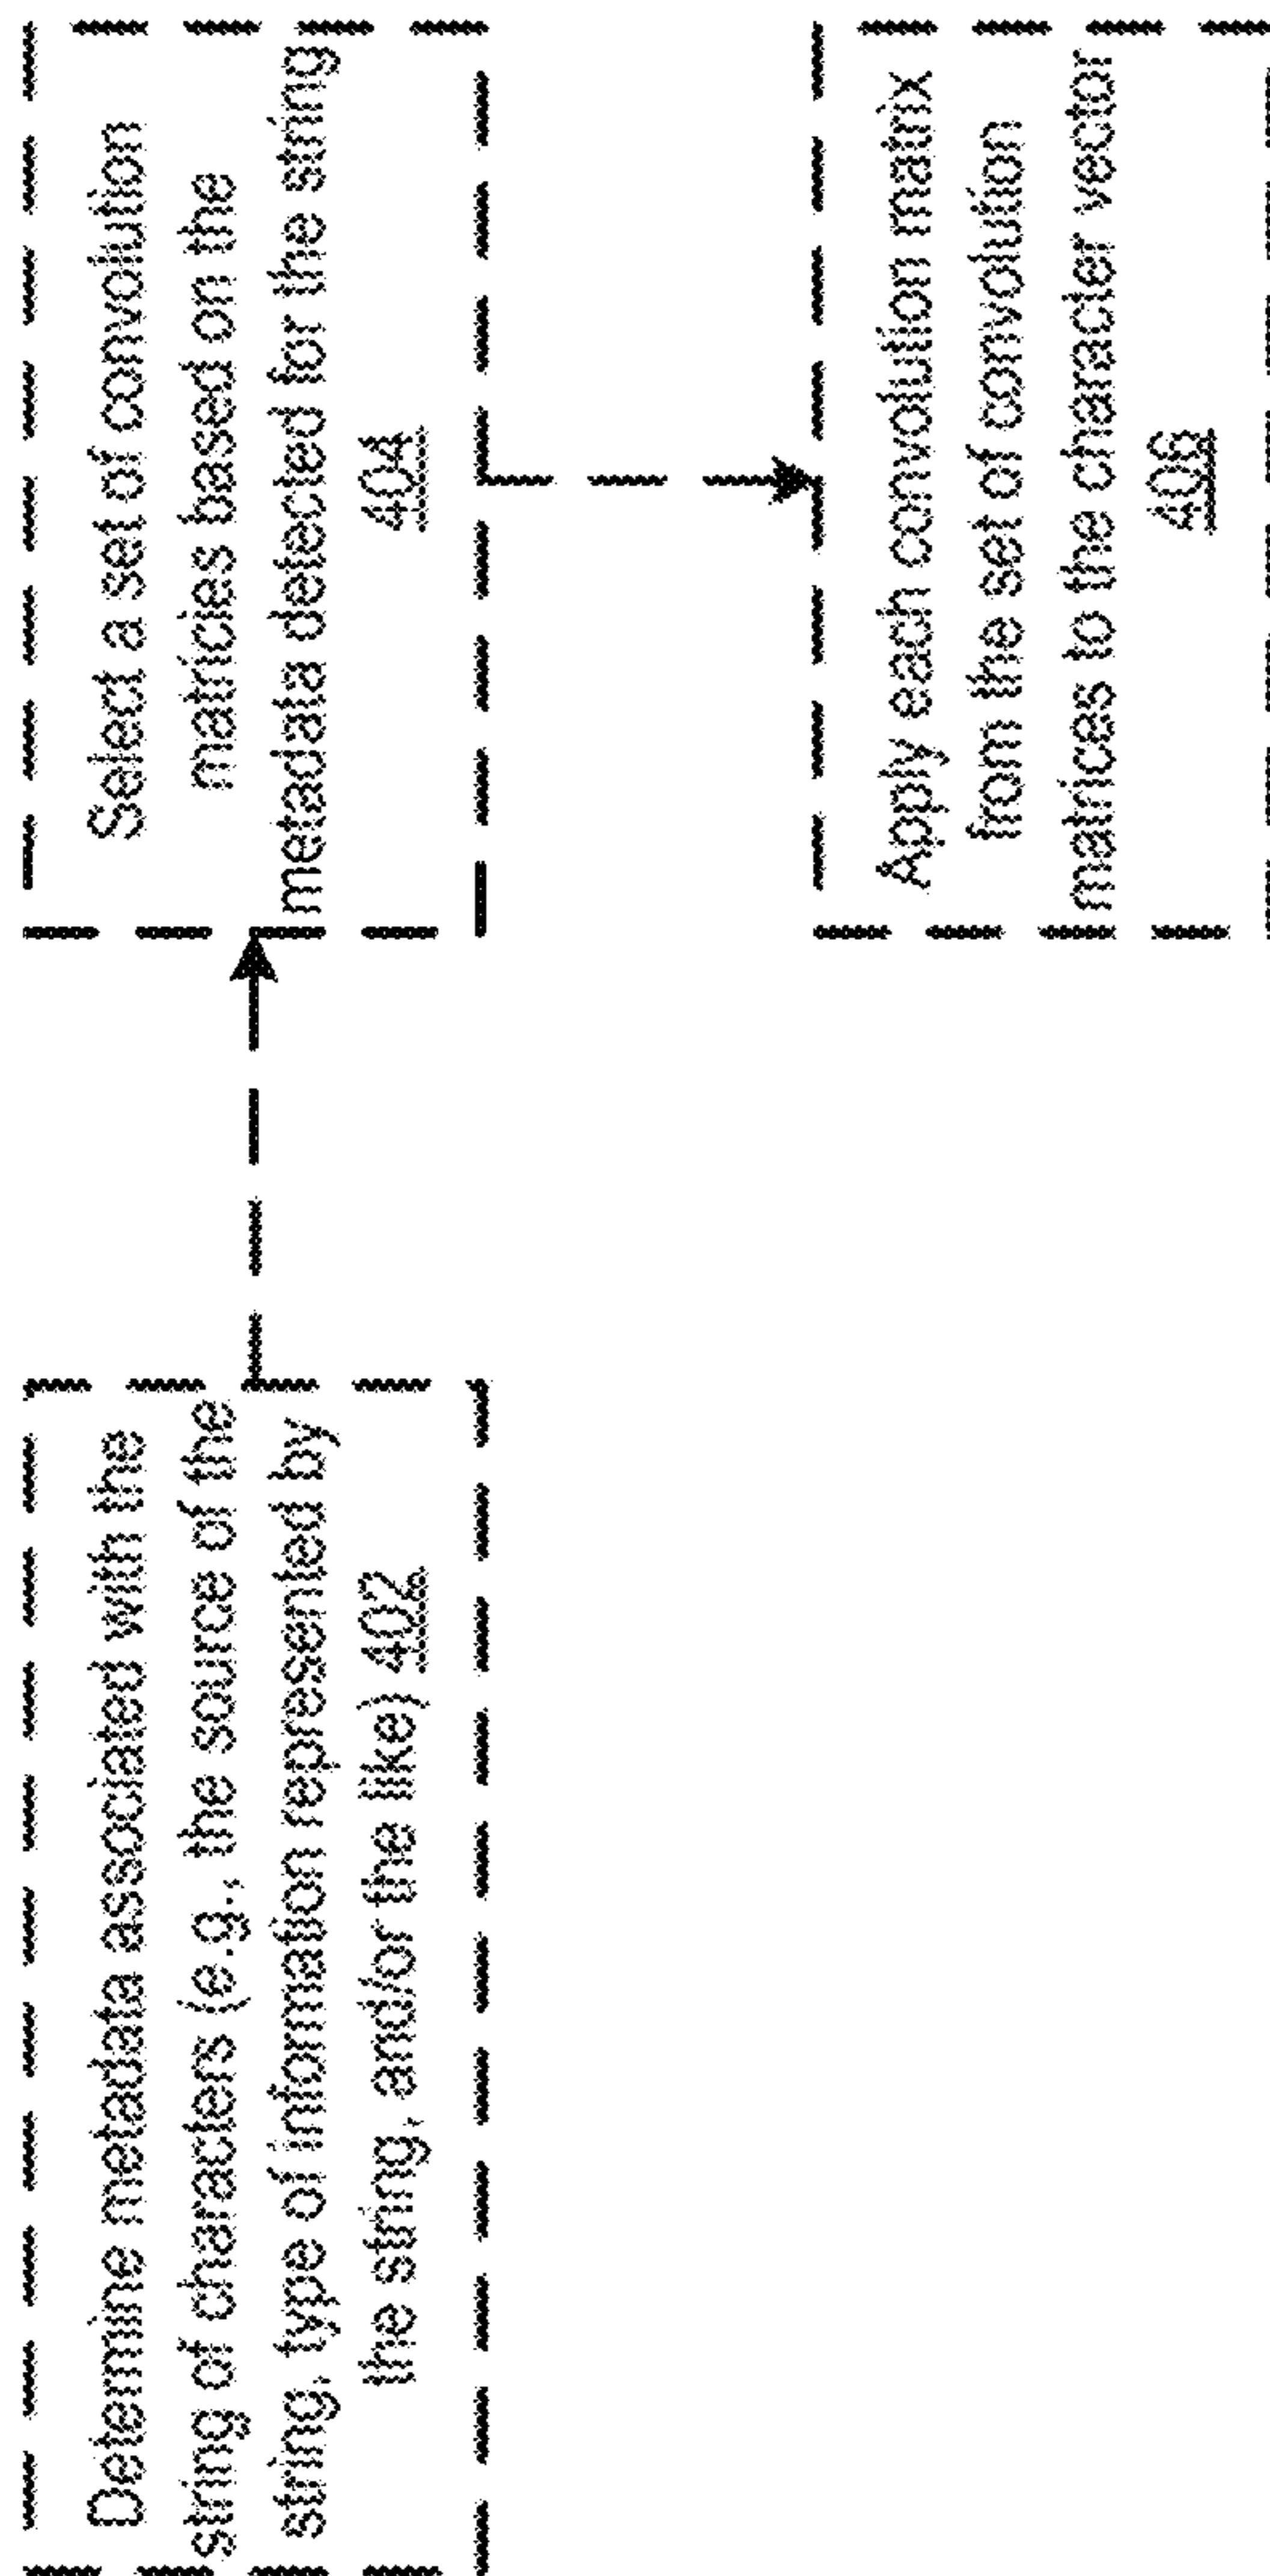 Determine metadata associated with the
string of characters (e.g., the source of the
string, type of information represented by
the string, and/or the like) 402
Select a set of convolution
matricies based on the
metadata detected for the string
404
Apply each convolution matrix
from the set of convolution
matrices to the character vector
406